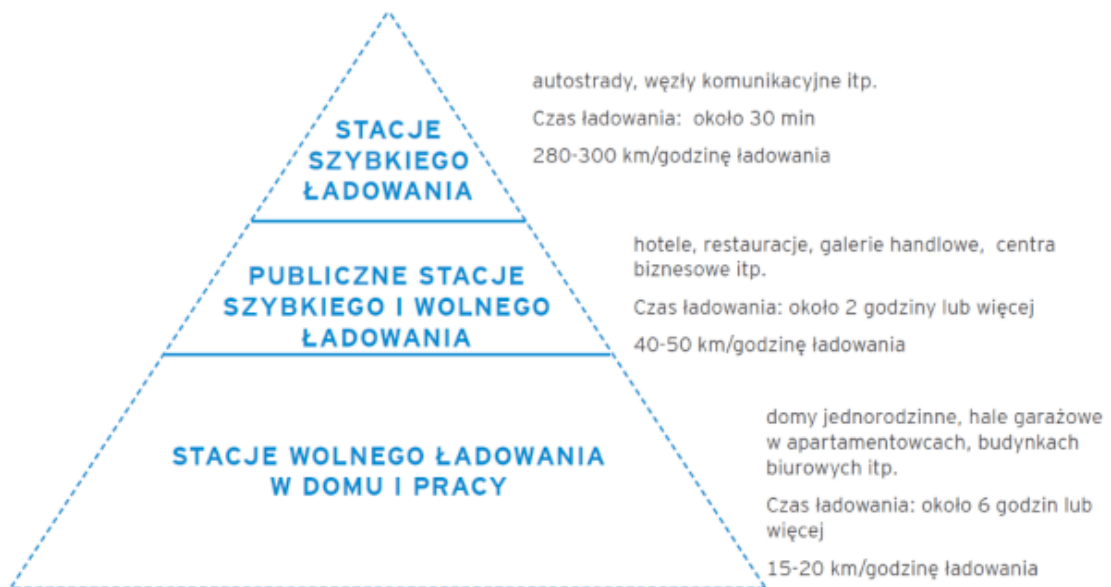 STACJE
SZYBKIEGO
ŁADOWANIA
autostrady, węzły komunikacyjne itp.
Czas ładowania: około 30 min
280-300 km/godzinę ładowania
PUBLICZNE STACJE
SZYBKIEGO I WOLNEGO
ŁADOWANIA
hotele, restauracje, galerie handlowe, centra
biznesowe itp.
Czas ładowania: około 2 godziny lub więcej
40-50 km/godzinę ładowania
STACJE WOLNEGO ŁADOWANIA
W DOMU I PRACY
domy jednorodzinne, hale garażowe
w apartamentowcach, budynkach
biurowych itp.
Czas ładowania: około 6 godzin lub
więcej
15-20 km/godzinę ładowania